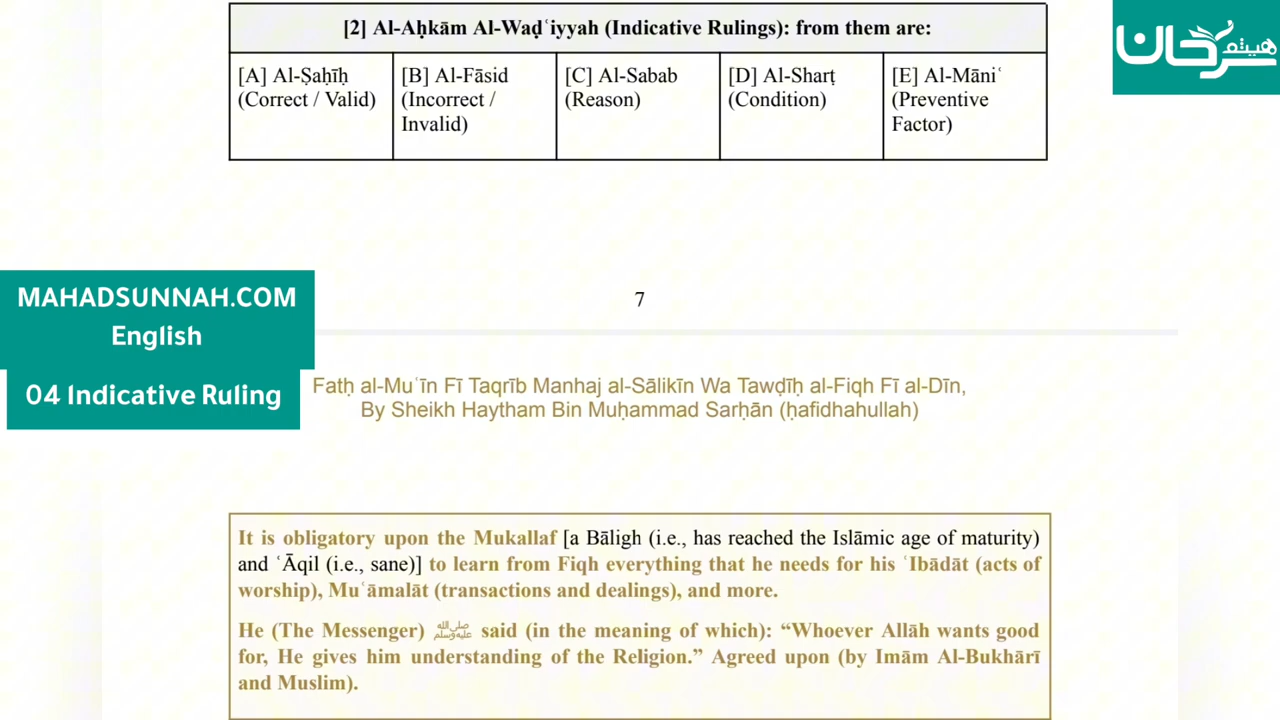 [2] Al-Aḥkām Al-Waḍʿiyyah (Indicative Rulings): from them are:
[A] Al-Ṣaḥīḥ
(Correct / Valid)
[B] Al-Fāsid
(Incorrect /
Invalid)
[C] Al-Sabab
(Reason)
[D] Al-Sharṭ
(Condition)
[E] Al-Māniʿ
(Preventive
Factor)
هيثم
سرحان
7
MAHADSUNNAH.COM
English
04 Indicative Ruling
Fatḥ al-Muʿīn Fī Taqrīb Manhaj al-Sālikīn Wa Tawḍīḥ al-Fiqh Fī al-Dīn,
By Sheikh Haytham Bin Muḥammad Sarḥān (ḥafidhahullah)
It is obligatory upon the Mukallaf [a Bāligh (i.e., has reached the Islāmic age of maturity)
and ʿĀqil (i.e., sane)] to learn from Fiqh everything that he needs for his ʿIbādāt (acts of
worship), Muʿāmalāt (transactions and dealings), and more.
He (The Messenger) ﷺ said (in the meaning of which): “Whoever Allāh wants good
for, He gives him understanding of the Religion.” Agreed upon (by Imām Al-Bukhārī
and Muslim).